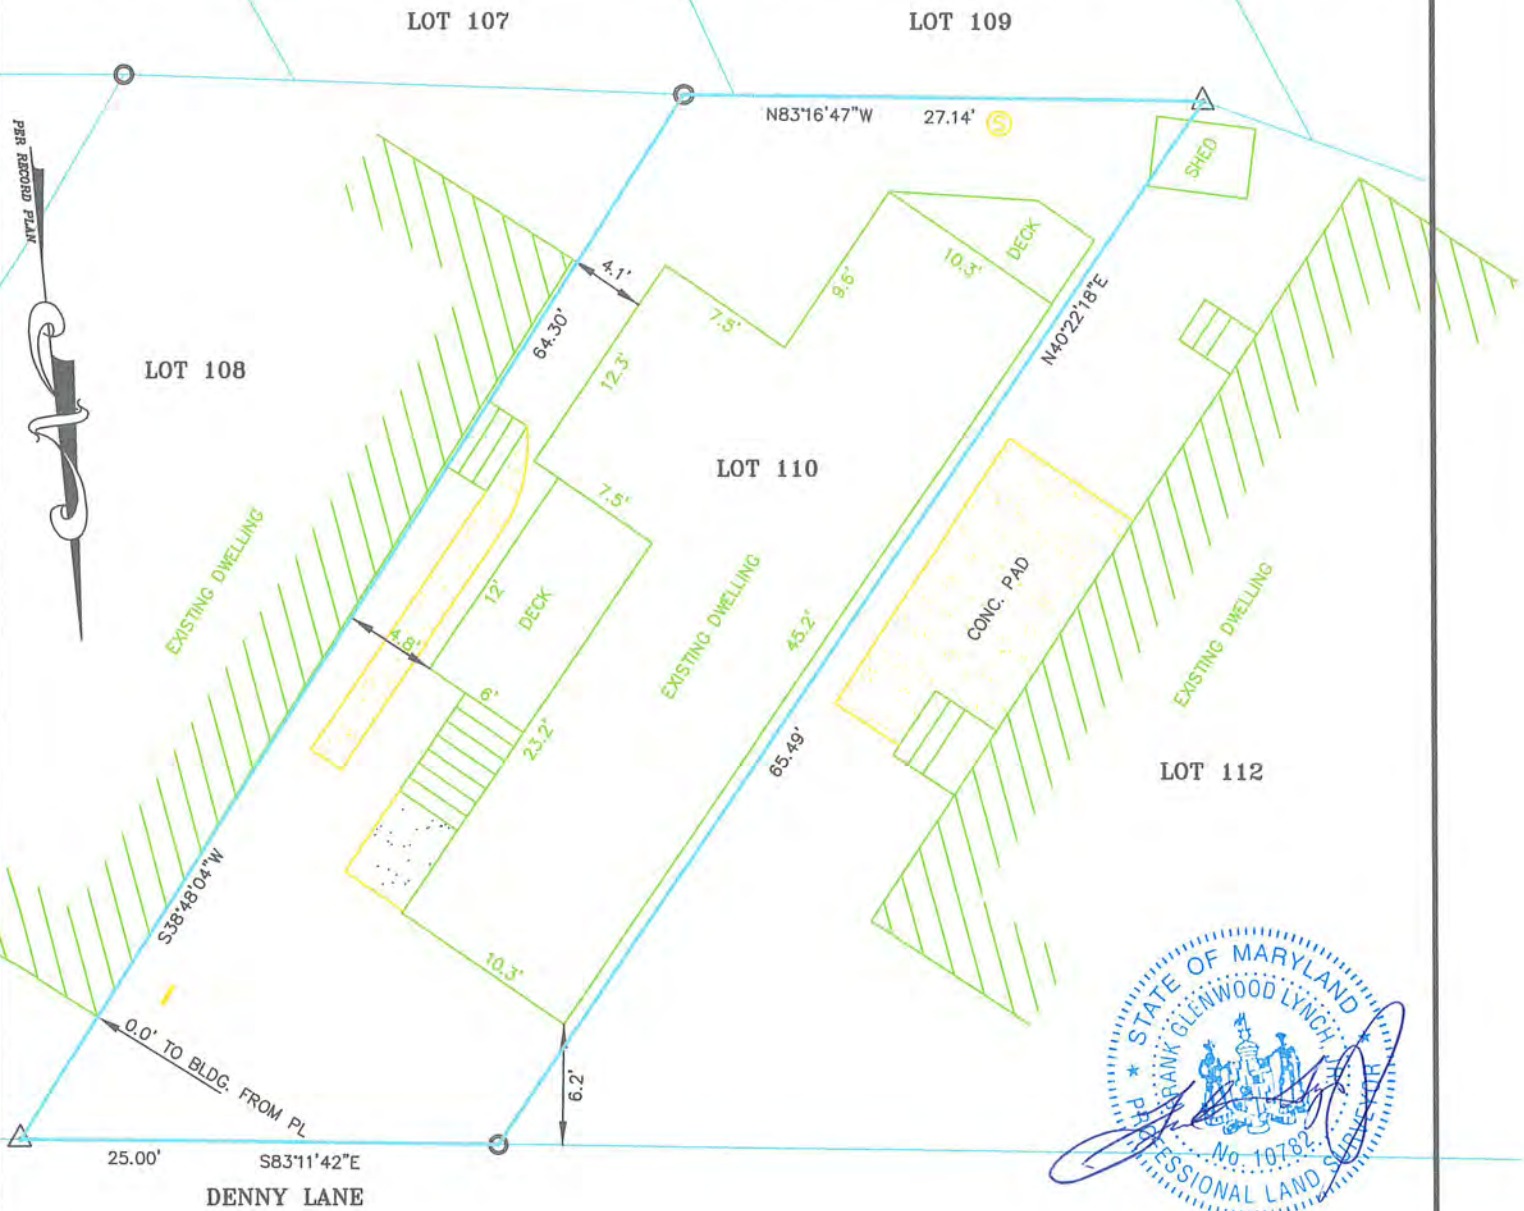 LOT 107
LOT 109
PER RECORD PLAN
N83°16'47"W
27.14'
S
SHED
DECK
10.3'
9.6'
4.1'
7.5'
64.30'
12.3'
N40°22'18"E
LOT 108
LOT 110
7.5'
EXISTING DWELLING
12'
DECK
4.8'
6'
23.2'
EXISTING DWELLING
45.2'
CONC. PAD
EXISTING DWELLING
65.49'
LOT 112
S38°48'04"W
10.3'
0.0' TO BLDG. FROM PL
6.2'
25.00'
S83°11'42"E
DENNY LANE
STATE OF MARYLAND
FRANK GLENWOOD LYNCH,
No. 10782
PROFESSIONAL LAND SURVEYOR